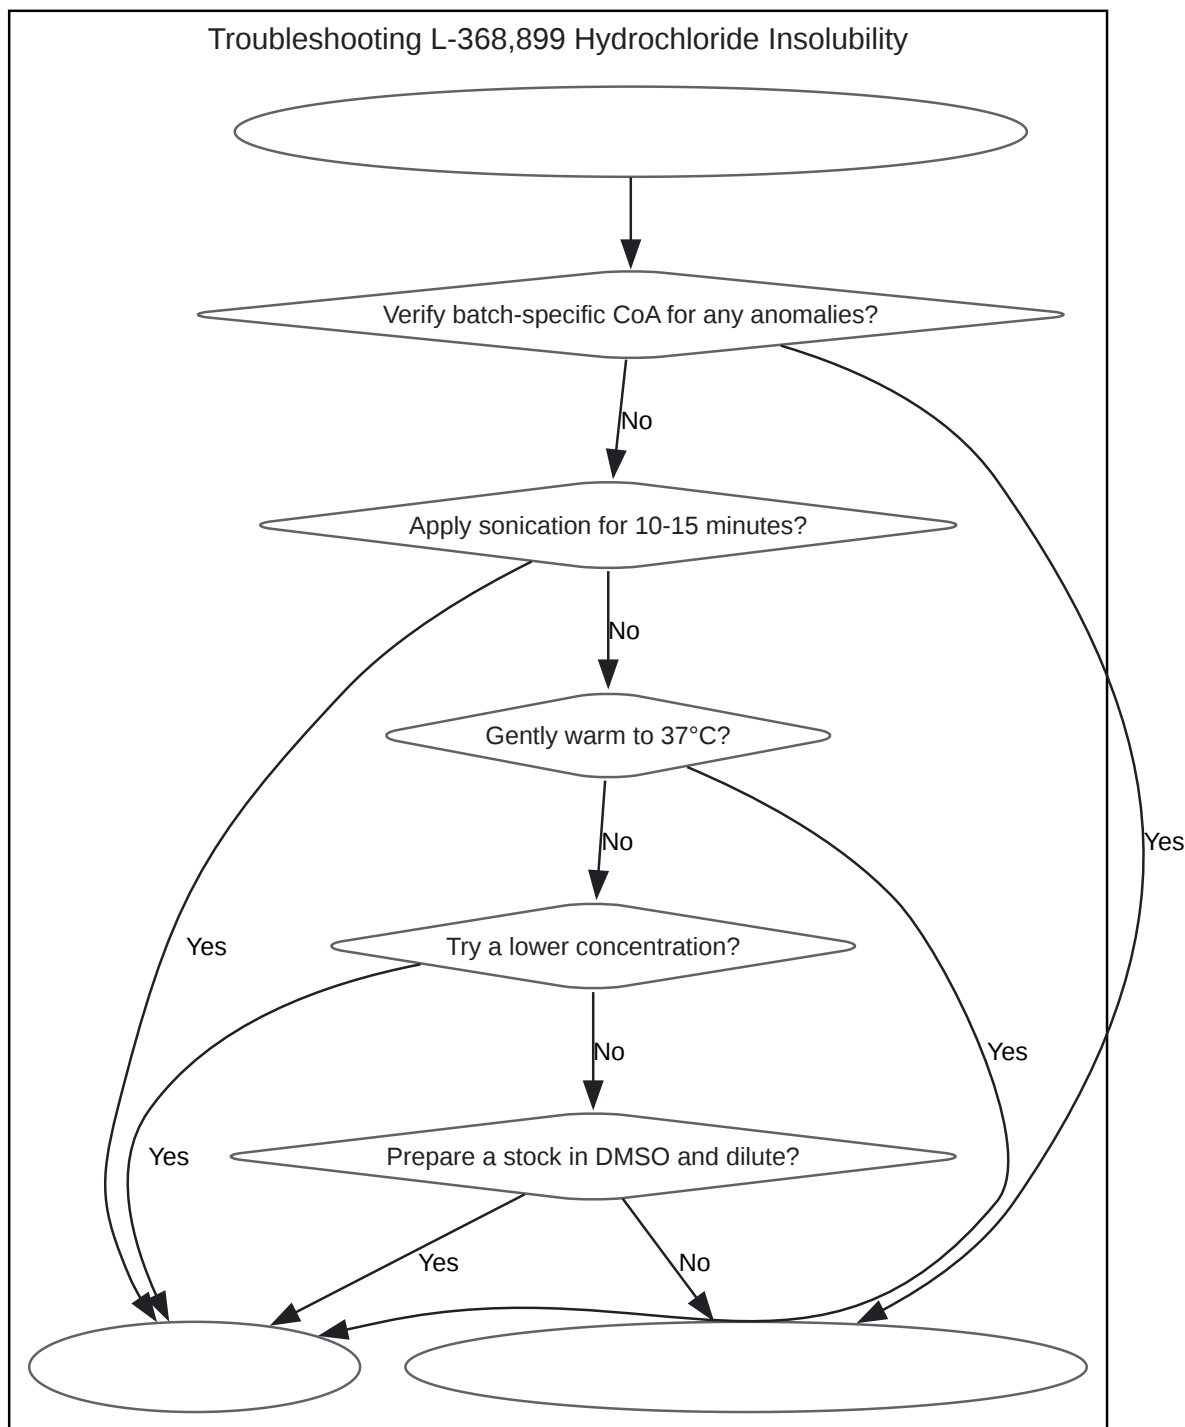 Troubleshooting L-368,899 Hydrochloride Insolubility
Verify batch-specific CoA for any anomalies?
No
Apply sonication for 10-15 minutes?
No
Gently warm to 37°C?
No
Yes
Try a lower concentration?
Yes
No
Yes
Yes
Prepare a stock in DMSO and dilute?
Yes
No